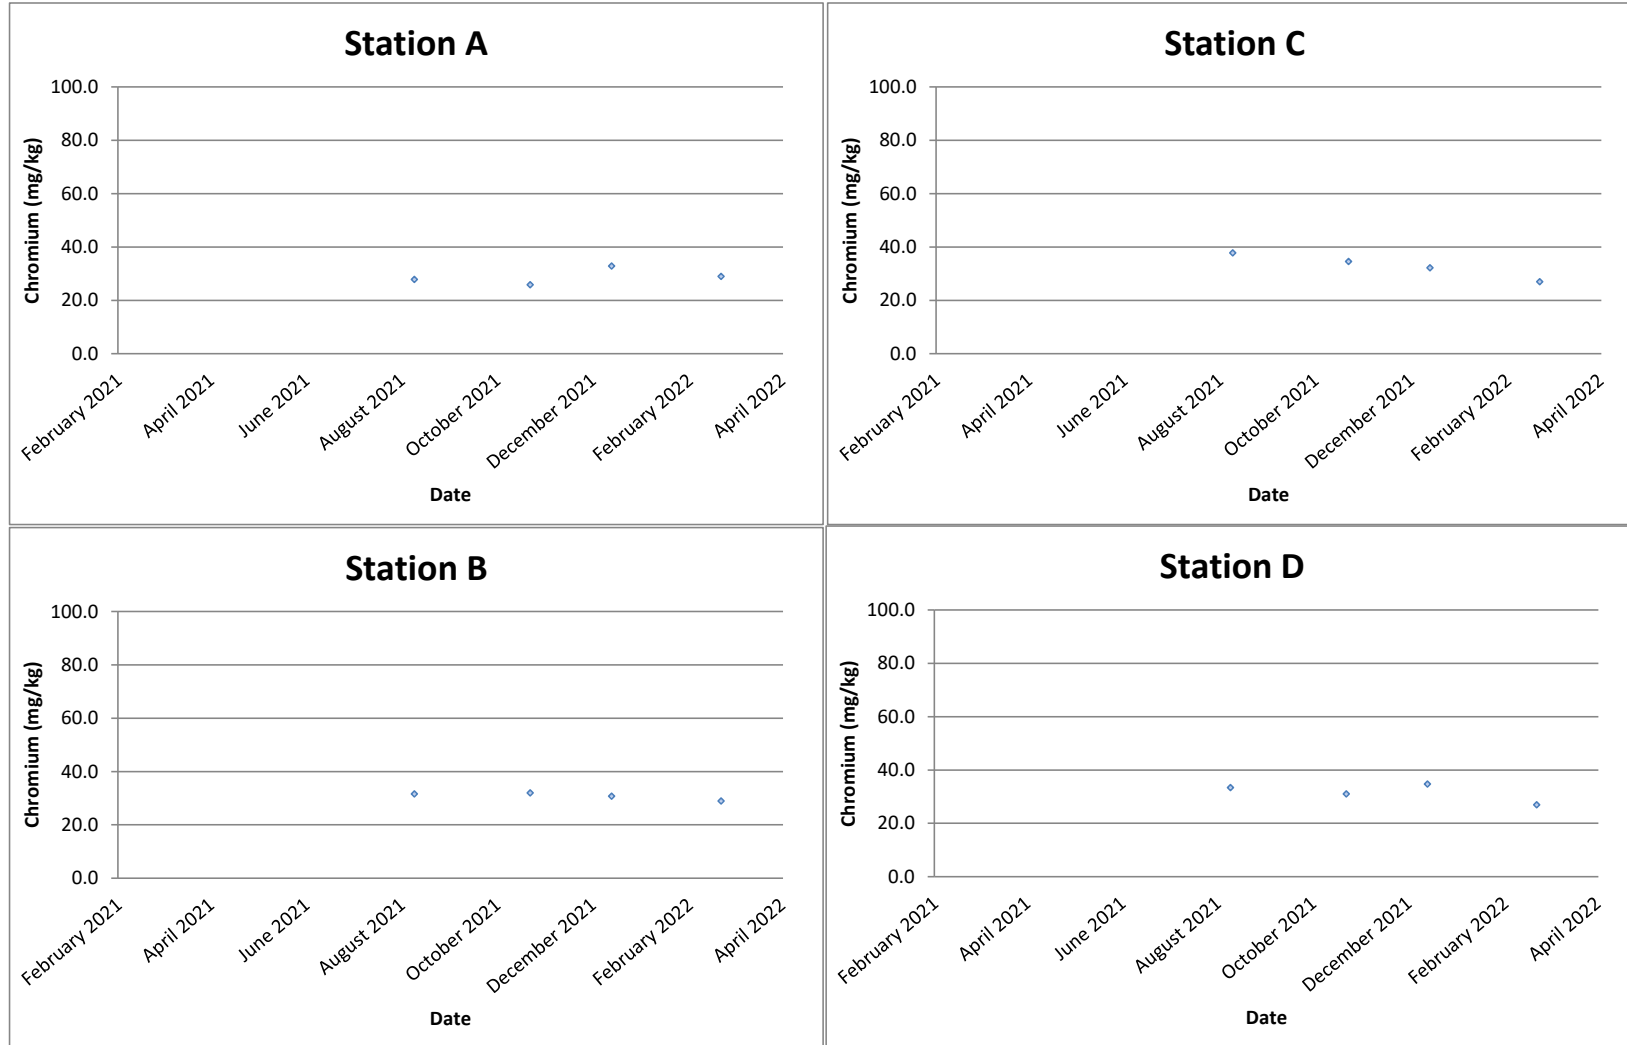 Station A
100.0
80.0
60.0
40.0
20.0
0.0
Chromium (mg/kg)
February 2021
April 2021
June 2021
August 2021
October 2021
December 2021
February 2022
April 2022
Date
Station C
100.0
80.0
60.0
40.0
20.0
0.0
Chromium (mg/kg)
February 2021
April 2021
June 2021
August 2021
October 2021
December 2021
February 2022
April 2022
Date
Station B
100.0
80.0
60.0
40.0
20.0
0.0
Chromium (mg/kg)
February 2021
April 2021
June 2021
August 2021
October 2021
December 2021
February 2022
April 2022
Date
Station D
100.0
80.0
60.0
40.0
20.0
0.0
Chromium (mg/kg)
February 2021
April 2021
June 2021
August 2021
October 2021
December 2021
February 2022
April 2022
Date